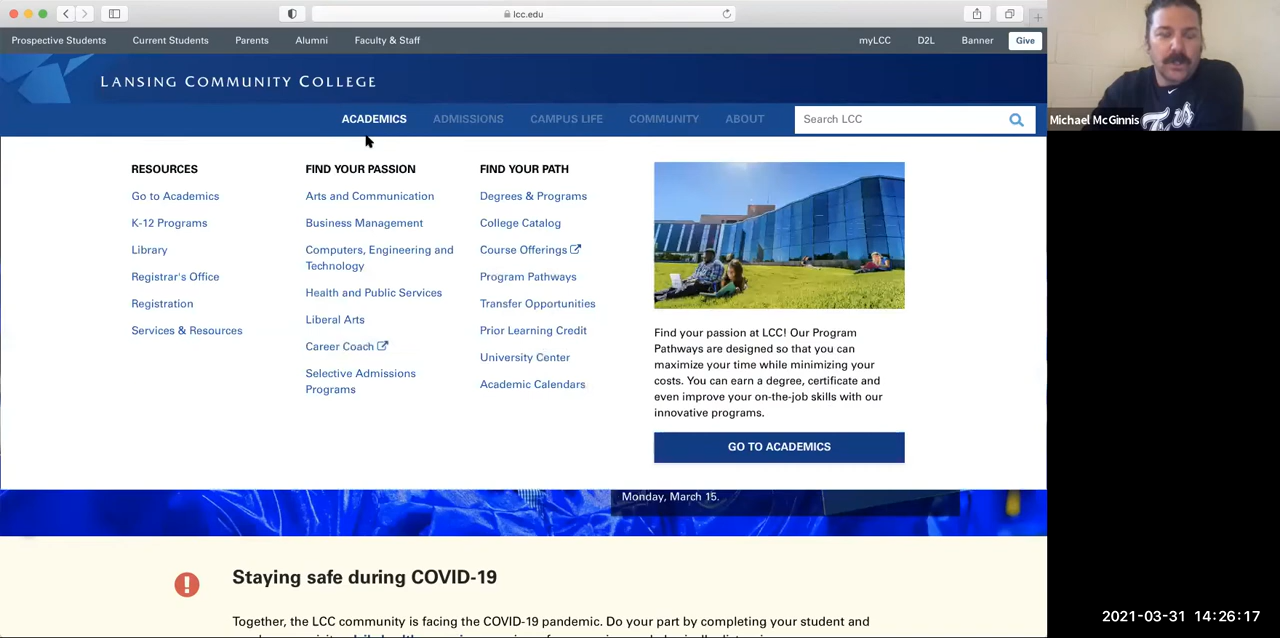 lcc.edu
Prospective Students
Current Students
Parents
Alumni
Faculty & Staff
myLCC
D2L
Banner
Give
LANSING COMMUNITY COLLEGE
ACADEMICS
ADMISSIONS
CAMPUS LIFE
COMMUNITY
ABOUT
Search LCC
RESOURCES
Go to Academics
K-12 Programs
Library
Registrar's Office
Registration
Services & Resources
FIND YOUR PASSION
Arts and Communication
Business Management
Computers, Engineering and
Technology
Health and Public Services
Liberal Arts
Career Coach
Selective Admissions
Programs
FIND YOUR PATH
Degrees & Programs
College Catalog
Course Offerings
Program Pathways
Transfer Opportunities
Prior Learning Credit
University Center
Academic Calendars
Find your passion at LCC! Our Program
Pathways are designed so that you can
maximize your time while minimizing your
costs. You can earn a degree, certificate and
even improve your on-the-job skills with our
innovative programs.
GO TO ACADEMICS
Monday, March 15.
Staying safe during COVID-19
Together, the LCC community is facing the COVID-19 pandemic. Do your part by completing your student and
Michael McGinnis
2021-03-31 14:26:17